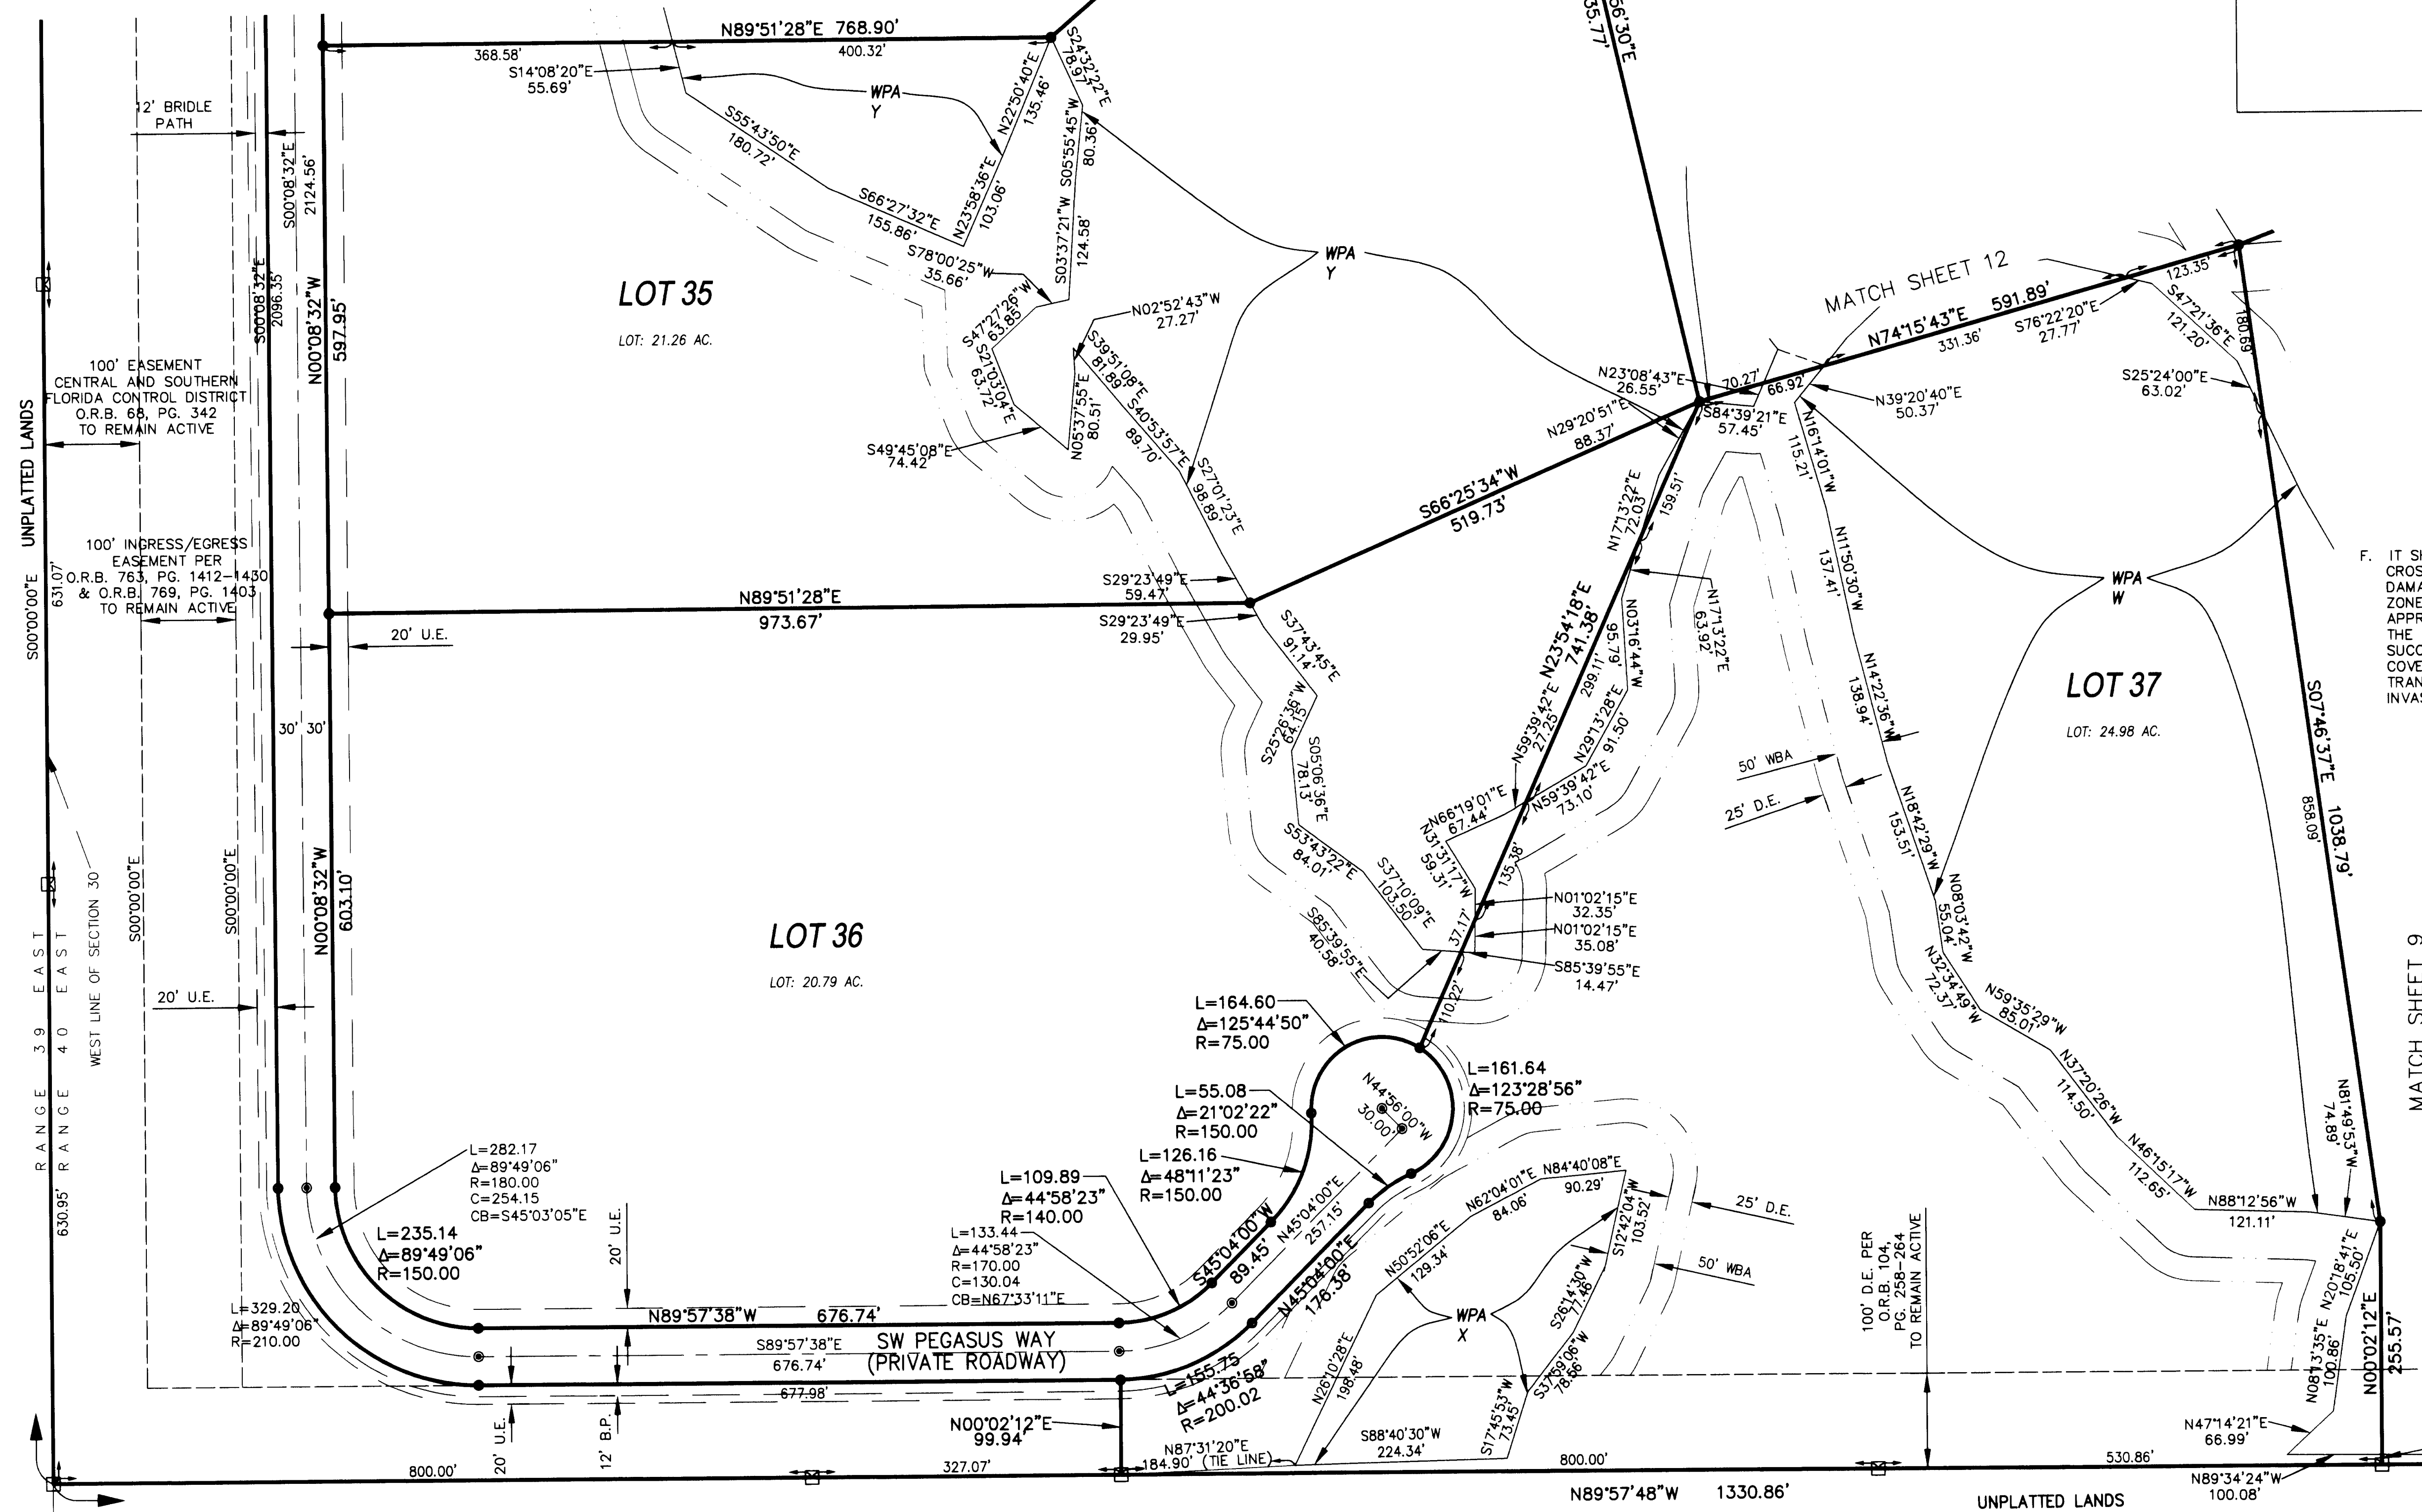 N89°51'28"E 768.90'
368.58'
400.32'
S14°08'20"E
55.69'
WPA
Y
S24°32'22"E
78.97'
N22°50'40"E
135.46'
S05°55'45"W
80.36'
56'30"E
35.77'
12' BRIDLE
PATH
S00°08'32"E
2124.56'
S55°43'50"E
180.72'
S66°27'32"E
155.86'
N23°58'36"E
103.06'
S03°37'21"W
124.58'
S00°08'32"E
2096.35'
N00°08'32"W
597.95'
LOT 35
LOT: 21.26 AC.
S78°00'25"W
35.66'
S47°27'26"W
63.85'
S21°03'04"E
63.72'
N02°52'43"W
27.27'
S39°51'08"E
81.89'
N05°37'55"E
80.51'
S40°53'57"E
89.70'
S49°45'08"E
74.42'
S27°01'23"E
98.89'
WPA
Y
MATCH SHEET 12
N74°15'43"E 591.89'
331.36'
123.35'
S76°22'20"E
27.77'
S47°21'36"E
121.20'
180.69'
S25°24'00"E
63.02'
N23°08'43"E
26.55'
70.27'
66.92'
N39°20'40"E
50.37'
S84°39'21"E
57.45'
N29°20'51"E
88.37'
N16°14'01"W
115.21'
100' EASEMENT
CENTRAL AND SOUTHERN
FLORIDA CONTROL DISTRICT
O.R.B. 68, PG. 342
TO REMAIN ACTIVE
UNPLATTED LANDS
S00°00'00"E
631.07'
100' INGRESS/EGRESS
EASEMENT PER
O.R.B. 763, PG. 1412-1430
& O.R.B. 769, PG. 1403
TO REMAIN ACTIVE
S66°25'34"W
519.73'
N17°13'22"E
72.03'
159.51'
N11°50'30"W
137.41'
WPA
W
F. IT SH
CROS
DAMA
ZONE
APPR
THE
SUCC
COVE
TRAN
INVAS
S29°23'49"E
59.47'
N89°51'28"E
973.67'
S29°23'49"E
29.95'
20' U.E.
S37°43'45"E
91.14'
N23°54'18"E
741.38'
299.11'
N03°16'44"W
95.79'
N17°13'22"E
63.92'
N14°22'36"W
138.94'
LOT 37
LOT: 24.98 AC.
S07°46'37"E 1038.79'
858.09'
30' 30'
S25°26'36"W
64.15'
S05°06'36"E
78.13'
N59°39'42"E
27.25'
N29°13'28"E
91.50'
50' WBA
25' D.E.
N66°19'01"E
67.44'
N59°39'42"E
73.10'
N18°42'29"W
153.51'
S53°43'22"E
84.01'
N31°31'17"W
59.31'
135.38'
S37°10'09"E
103.50'
N00°08'32"W
603.10'
S00°00'00"E
S00°00'00"E
WEST LINE OF SECTION 30
RANGE 39 EAST
RANGE 40 EAST
LOT 36
LOT: 20.79 AC.
N01°02'15"E
32.35'
N01°02'15"E
35.08'
37.17'
S85°39'55"E
40.58'
S85°39'55"E
14.47'
N08°03'42"W
55.04'
N32°34'49"W
72.37'
N59°35'29"W
85.01'
MATCH SHEET 9
20' U.E.
110.22'
L=164.60
Δ=125°44'50"
R=75.00
L=161.64
Δ=123°28'56"
R=75.00
N44°56'00"W
30.00'
L=55.08
Δ=21°02'22"
R=150.00
L=126.16
Δ=48°11'23"
R=150.00
N37°20'26"W
114.50'
N46°15'17"W
112.65'
N81°49'53"W
74.89'
N88°12'56"W
121.11'
L=282.17
Δ=89°49'06"
R=180.00
C=254.15
CB=S45°03'05"E
L=109.89
Δ=44°58'23"
R=140.00
N84°40'08"E
90.29'
N62°04'01"E
84.06'
25' D.E.
630.95'
L=235.14
Δ=89°49'06"
R=150.00
20' U.E.
L=133.44
Δ=44°58'23"
R=170.00
C=130.04
CB=N67°33'11"E
S45°04'00"W
89.45'
N45°04'00"E
257.15'
N45°04'00"E
176.38'
N50°52'06"E
129.34'
S12°42'04"W
103.52'
50' WBA
S26°14'30"W
77.46'
100' D.E. PER
O.R.B. 104,
PG. 258-264
TO REMAIN ACTIVE
N20°18'41"E
105.50'
L=329.20
Δ=89°49'06"
R=210.00
N89°57'38"W 676.74'
S89°57'38"E
676.74'
SW PEGASUS WAY
(PRIVATE ROADWAY)
677.98'
WPA
X
L=155.75
Δ=44°36'58"
R=200.02
N26°10'28"E
198.48'
S37°59'06"W
78.56'
N08°13'35"E
100.86'
N00°02'12"E
255.57'
20' U.E.
12' B.P.
N00°02'12"E
99.94'
S17°45'53"W
73.45'
N47°14'21"E
66.99'
N87°31'20"E
184.90' (TIE LINE)
S88°40'30"W
224.34'
800.00'
327.07'
800.00'
530.86'
N89°34'24"W
100.08'
N89°57'48"W 1330.86'
UNPLATTED LANDS